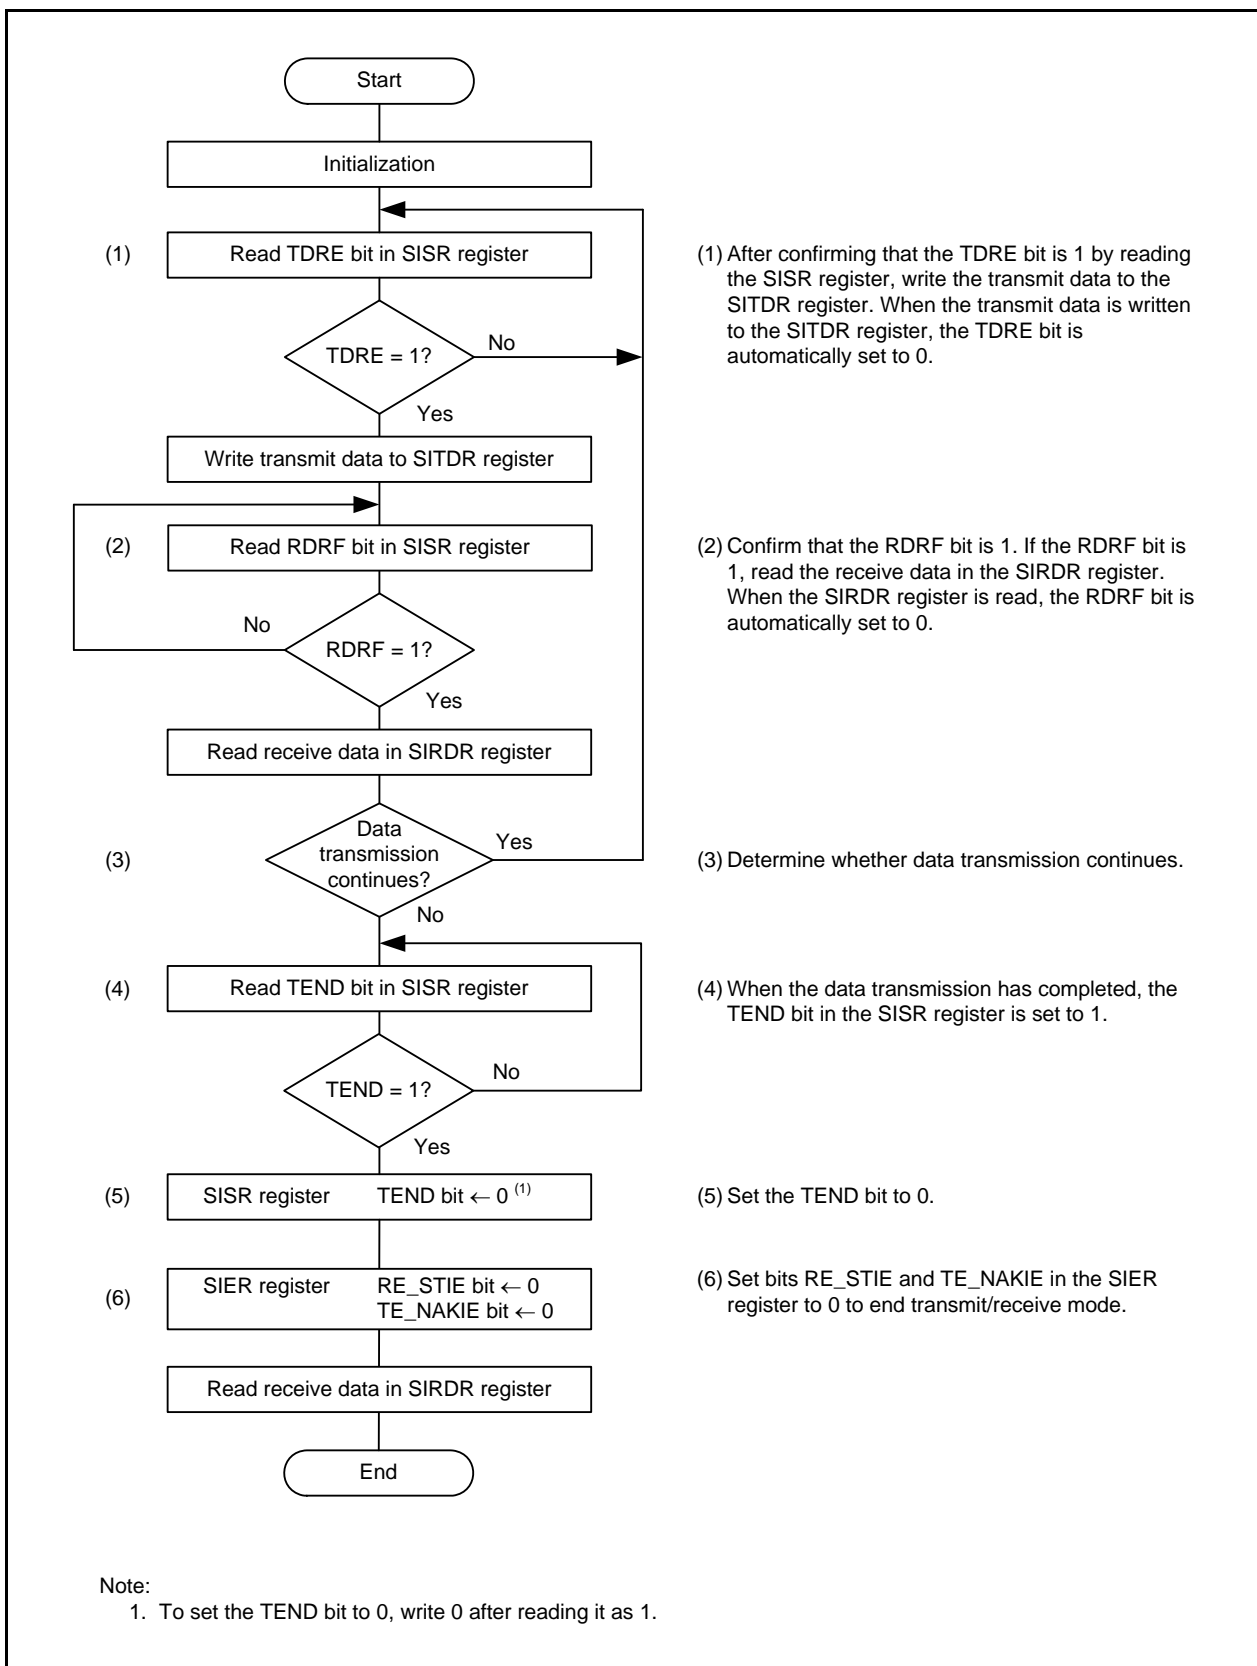 Start
Initialization
(1)
Read TDRE bit in SISR register
(1) After confirming that the TDRE bit is 1 by reading
the SISR register, write the transmit data to the
SITDR register. When the transmit data is written
to the SITDR register, the TDRE bit is
automatically set to 0.
TDRE = 1?
No
Yes
Write transmit data to SITDR register
(2)
Read RDRF bit in SISR register
(2) Confirm that the RDRF bit is 1. If the RDRF bit is
1, read the receive data in the SIRDR register.
When the SIRDR register is read, the RDRF bit is
automatically set to 0.
No
RDRF = 1?
Yes
Read receive data in SIRDR register
(3)
Data
transmission
continues?
Yes
(3) Determine whether data transmission continues.
No
(4)
Read TEND bit in SISR register
(4) When the data transmission has completed, the
TEND bit in the SISR register is set to 1.
TEND = 1?
No
Yes
(5)
SISR register TEND bit ← 0 (1)
(5) Set the TEND bit to 0.
(6)
SIER register RE_STIE bit ← 0
TE_NAKIE bit ← 0
(6) Set bits RE_STIE and TE_NAKIE in the SIER
register to 0 to end transmit/receive mode.
Read receive data in SIRDR register
End
Note:
1. To set the TEND bit to 0, write 0 after reading it as 1.